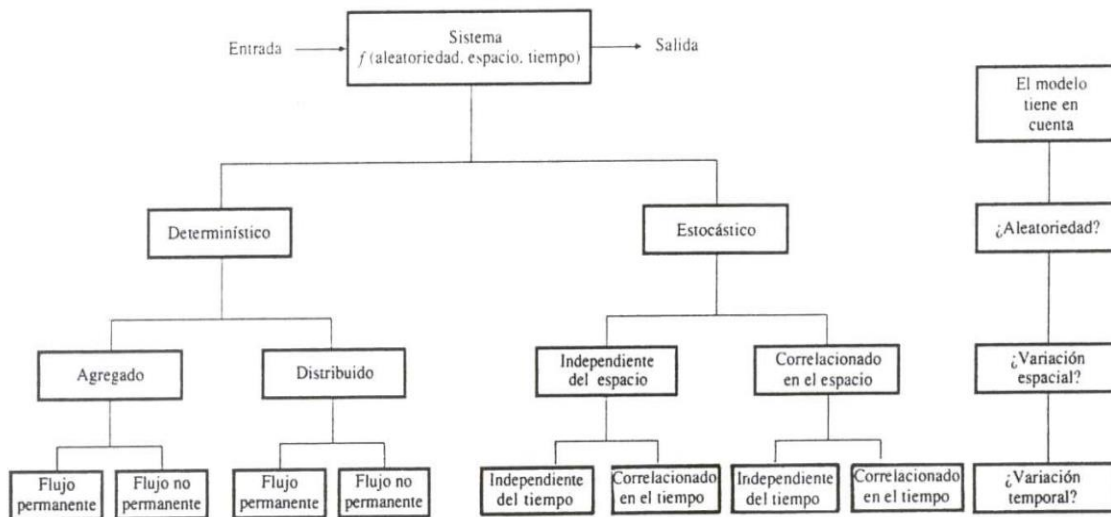 Entrada
Sistema
f (aleatoriedad, espacio, tiempo)
Salida
El modelo
tiene en
cuenta
Determinístico
Estocástico
¿Aleatoriedad?
Agregado
Distribuido
Independiente
del espacio
Correlacionado
en el espacio
¿Variación
espacial?
Flujo
permanente
Flujo no
permanente
Flujo
permanente
Flujo no
permanente
Independiente
del tiempo
Correlacionado
en el tiempo
Independiente
del tiempo
Correlacionado
en el tiempo
¿Variación
temporal?